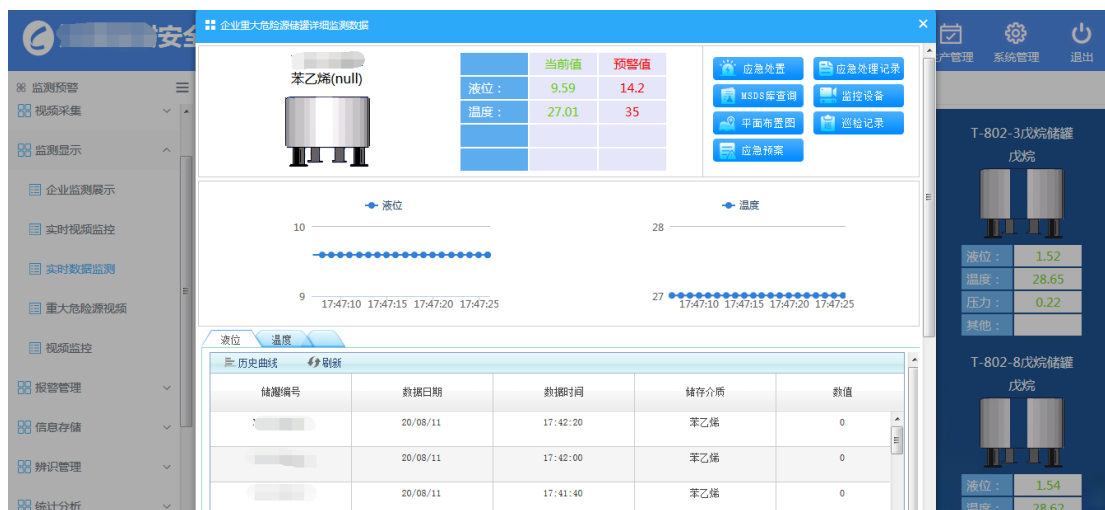 安全
生产管理
系统管理
退出
监测预警
视频采集
监测显示
企业监测展示
实时视频监控
实时数据监测
重大危险源视频
视频监控
报警管理
信息存储
辨识管理
统计分析
企业重大危险源储罐详细监测数据
苯乙烯(null)
当前值 预警值
液位： 9.59 14.2
温度： 27.01 35
应急处置 应急处理记录
MSDS库查询 监控设备
平面布置图 巡检记录
应急预案
液位
10
9
17:47:10 17:47:15 17:47:20 17:47:25
温度
28
27
17:47:10 17:47:15 17:47:20 17:47:25
液位 温度
历史曲线 刷新
储罐编号 数据日期 数据时间 储存介质 数值
20/08/11 17:42:20 苯乙烯 0
20/08/11 17:42:00 苯乙烯 0
20/08/11 17:41:40 苯乙烯 0
T-802-3戊烷储罐
戊烷
液位： 1.52
温度： 28.65
压力： 0.22
其他：
T-802-8戊烷储罐
戊烷
液位： 1.54
温度： 28.62